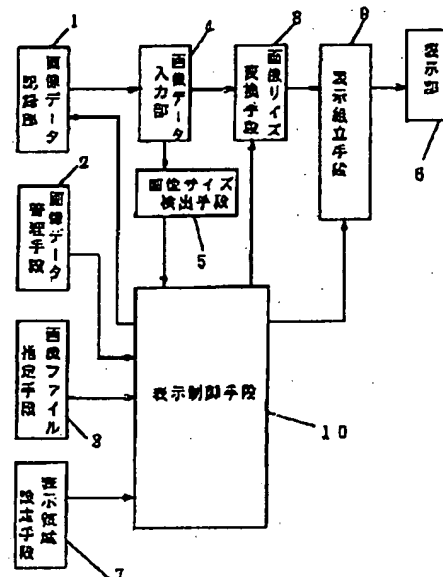 1
画像データ
記録部
4
画像データ
入力部
8
画像サイズ
変換手段
9
表示組立手段
表示部
6
2
画像データ
管理手段
画像サイズ
検出手段
5
画像ファイル
指定手段
3
表示制御手段
10
表示領域
設定手段
7